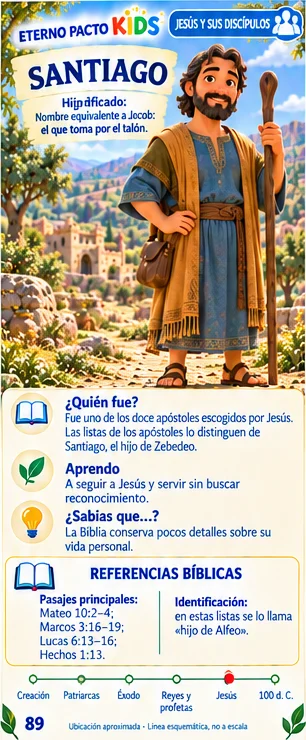 ETERNO PACTO KIDS
JESÚS Y SUS DISCÍPULOS
SANTIAGO
Hijpıficado:
Nombre equivalente a Jocob:
el que toma por el talón.
¿Quién fue?
Fue uno de los doce apóstoles escogidos por Jesús.
Las listas de los apóstoles lo distinguen de
Santiago, el hijo de Zebedeo.
Aprendo
A seguir a Jesús y servir sin buscar
reconocimiento.
¿Sabias que...?
La Biblia conserva pocos detalles sobre su
vida personal.
REFERENCIAS BÍBLICAS
Pasajes principales:
Mateo 10:2–4;
Marcos 3:16–19;
Lucas 6:13–16;
Hechos 1:13.
Identificación:
en estas listas se lo llama
«hijo de Alfeo».
Creación
Patriarcas
Éxodo
Reyes y
profetas
Jesús
100 d. C.
89
Ubicación aproximada - Línea esquemática, no a escala